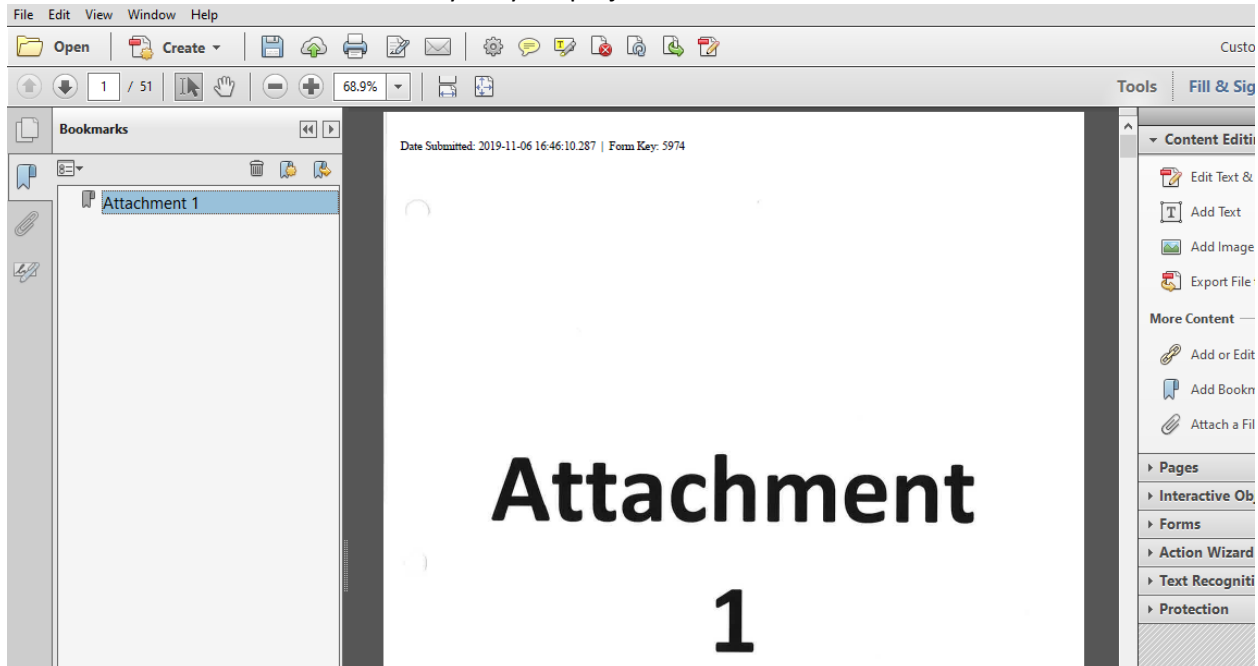 File Edit View Window Help
Open Create
Custo
1 / 51 68.9% Tools Fill & Sig
Bookmarks
Attachment 1
Date Submitted: 2019-11-06 16:46:10.287 | Form Key: 5974
Attachment
1
Content Editi
Edit Text &
Add Text
Add Image
Export File
More Content
Add or Edit
Add Bookm
Attach a Fil
Pages
Interactive Obj
Forms
Action Wizard
Text Recogniti
Protection